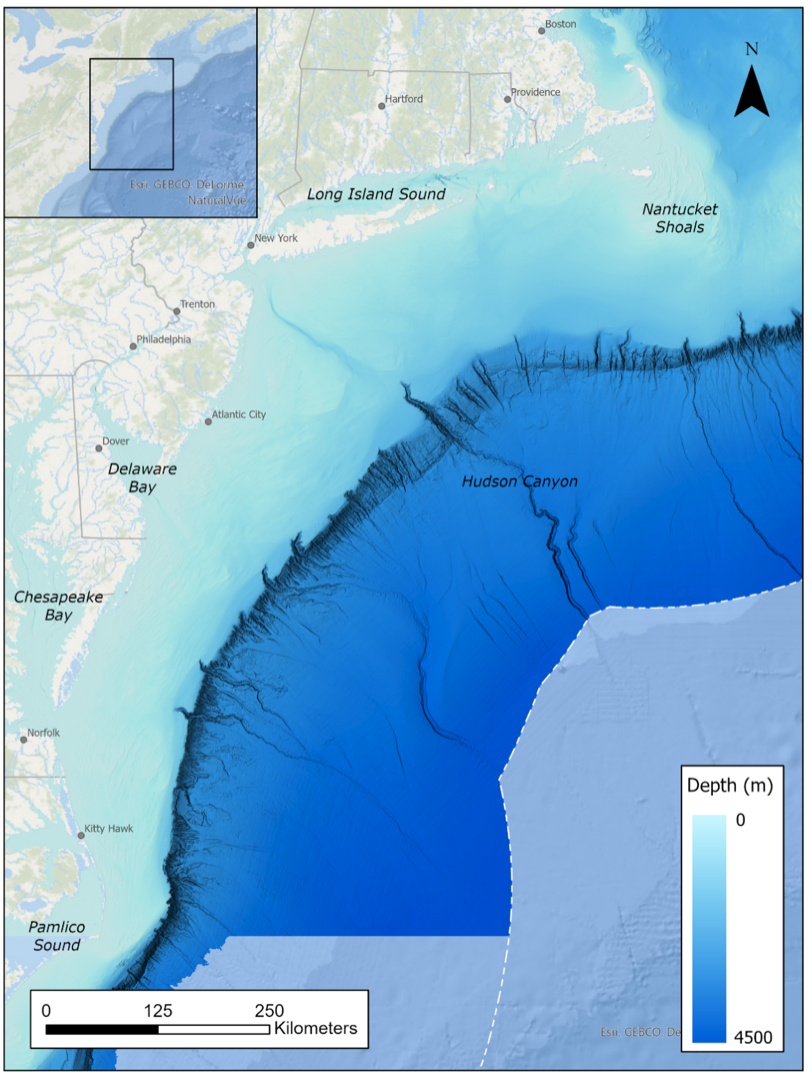 Boston
N
Hartford
Providence
Esri, GEBCO, DeLorme,
NaturalVue
Long Island Sound
Nantucket
Shoals
New York
Trenton
Philadelphia
Atlantic City
Dover
Delaware
Bay
Hudson Canyon
Chesapeake
Bay
Norfolk
Depth (m)
0
Kitty Hawk
Pamlico
Sound
0 125 250
Kilometers
Esri, GEBCO, De
4500